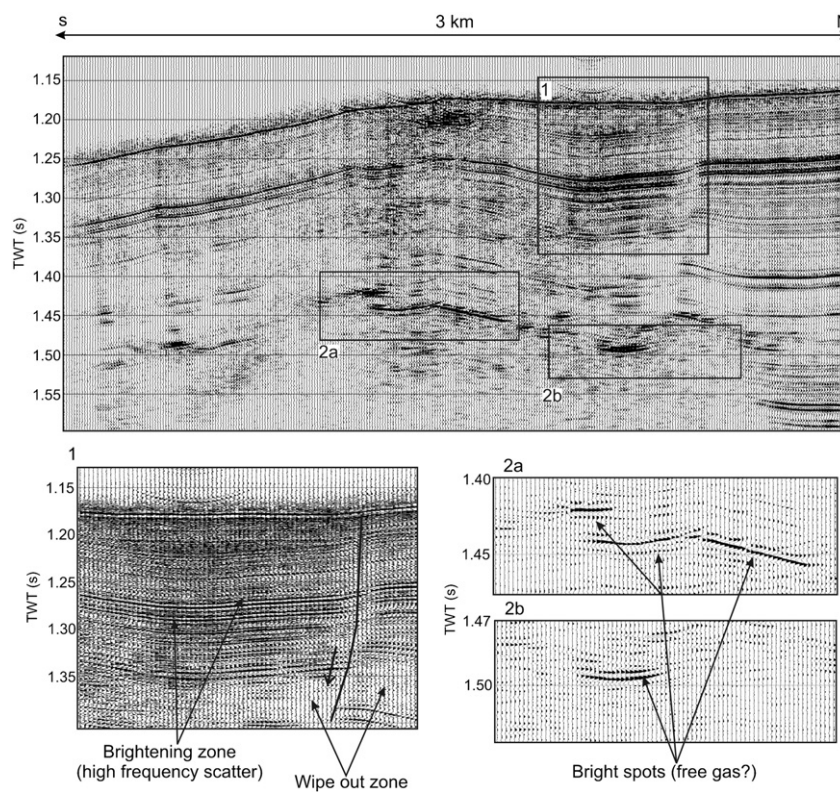 s 3 km N
1.15
1.20
1.25
1.30
1.35
1.40
1.45
1.50
1.55
TWT (s)
1
2a
2b
1
1.15
1.20
1.25
1.30
1.35
TWT (s)
Brightening zone
(high frequency scatter)
Wipe out zone
2a
1.40
1.45
2b
1.47
1.50
TWT (s)
Bright spots (free gas?)